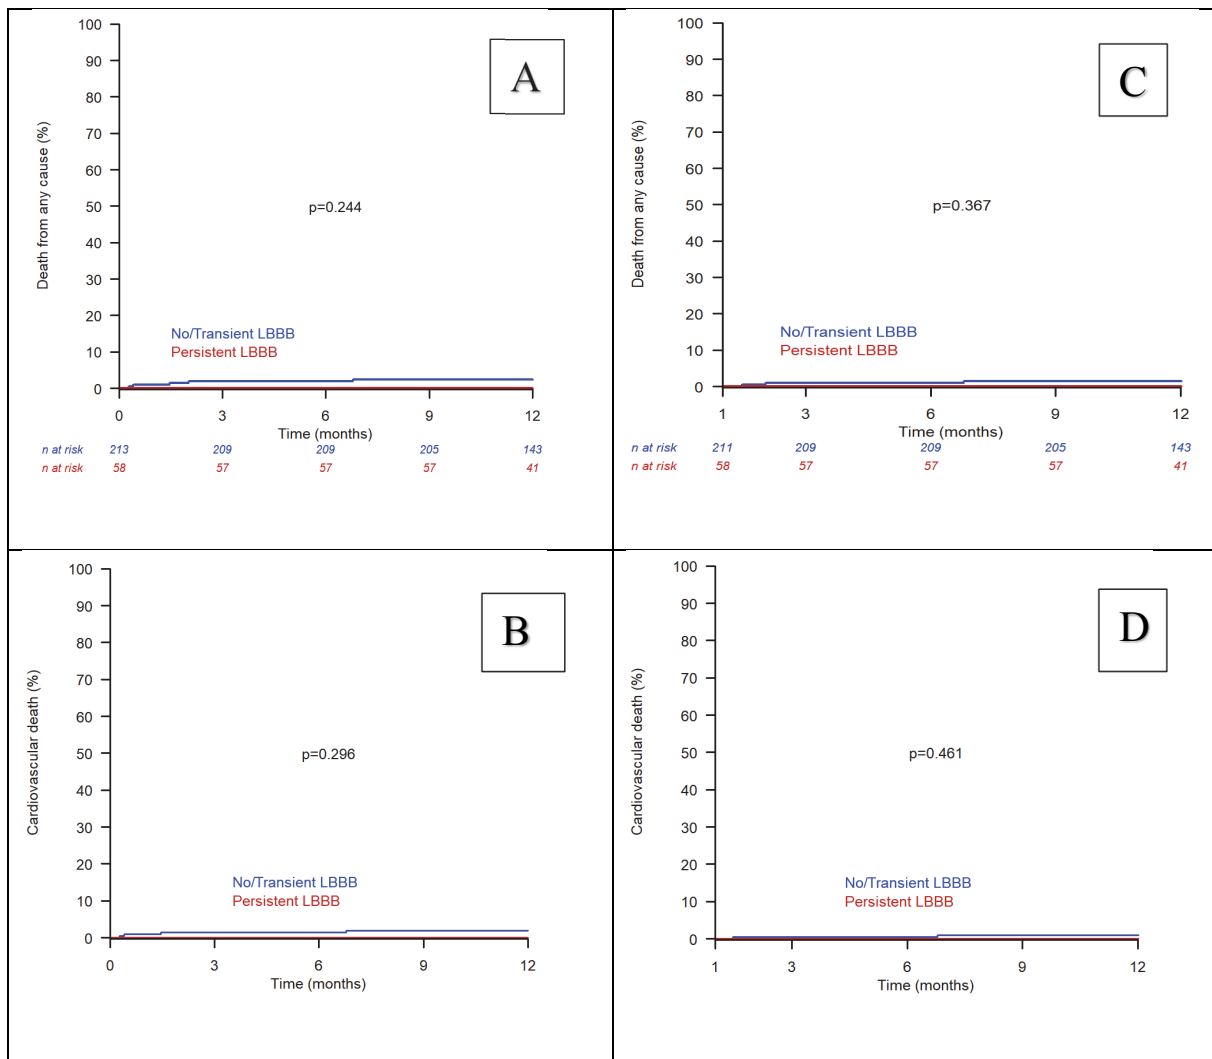 A
Death from any cause (%)
100
90
80
70
60
50
40
30
20
10
0
p=0.244
No/Transient LBBB
Persistent LBBB
0 3 6 9 12
Time (months)
n at risk 213 209 209 205 143
n at risk 58 57 57 57 41
C
Death from any cause (%)
100
90
80
70
60
50
40
30
20
10
0
p=0.367
No/Transient LBBB
Persistent LBBB
1 3 6 9 12
Time (months)
n at risk 211 209 209 205 143
n at risk 58 57 57 57 41
B
Cardiovascular death (%)
100
90
80
70
60
50
40
30
20
10
0
p=0.296
No/Transient LBBB
Persistent LBBB
0 3 6 9 12
Time (months)
D
Cardiovascular death (%)
100
90
80
70
60
50
40
30
20
10
0
p=0.461
No/Transient LBBB
Persistent LBBB
1 3 6 9 12
Time (months)